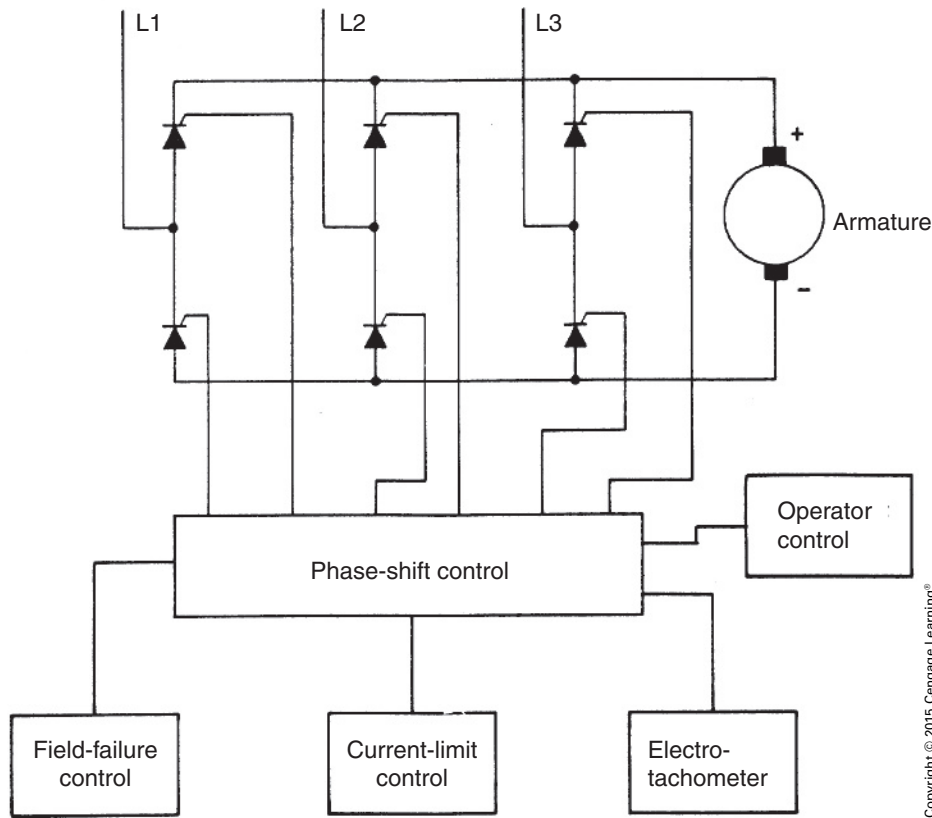 L1
L2
L3
+
Armature
−
Operator
control
Phase-shift control
Field-failure
control
Current-limit
control
Electro-
tachometer
Copyright © 2015 Cengage Learning®